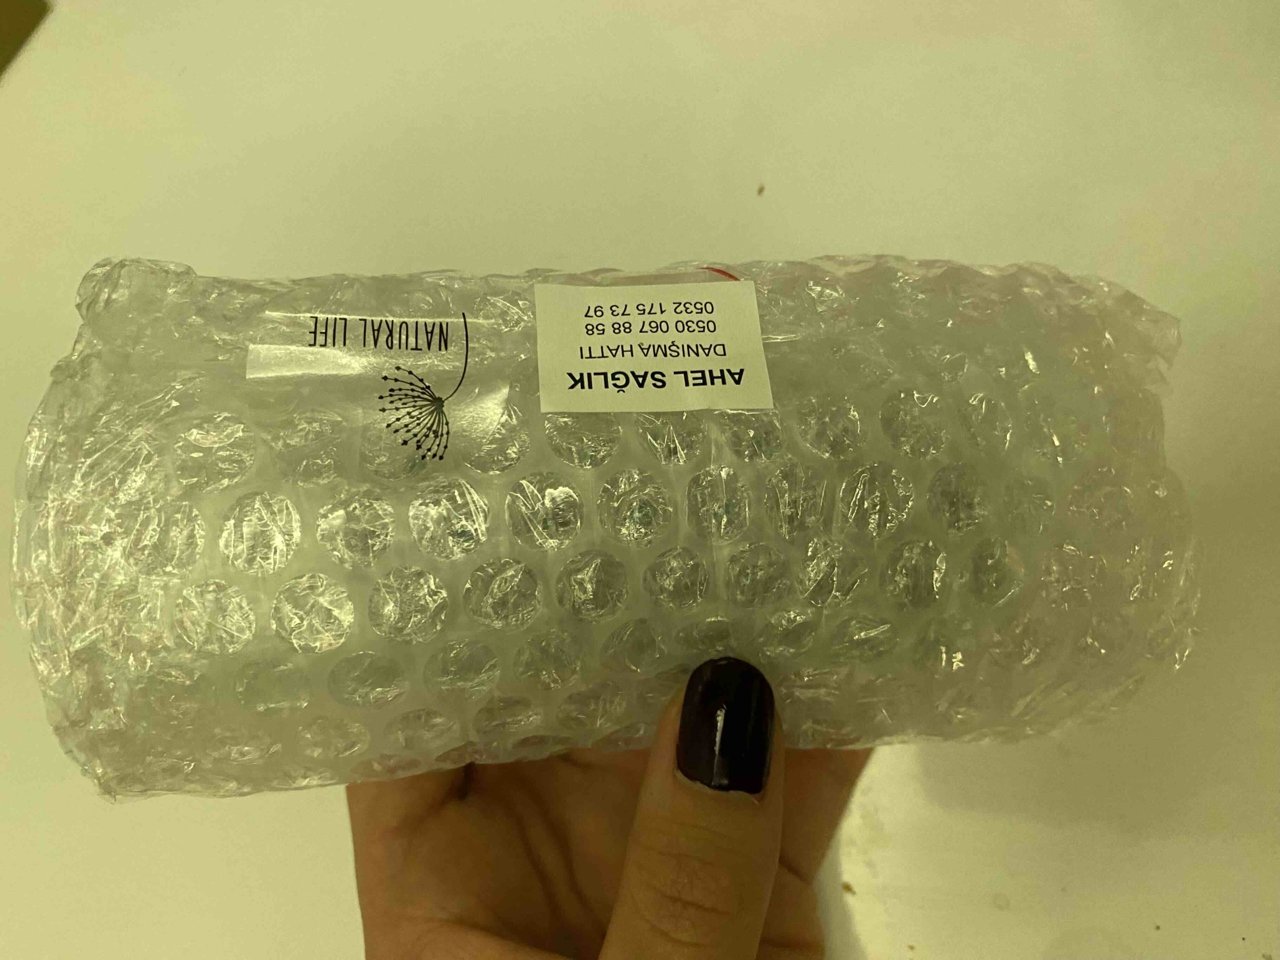 AHEL SAĞLIK
DANIŞMA HATTI
0530 067 88 58
0532 175 73 97
NATURAL LIFE